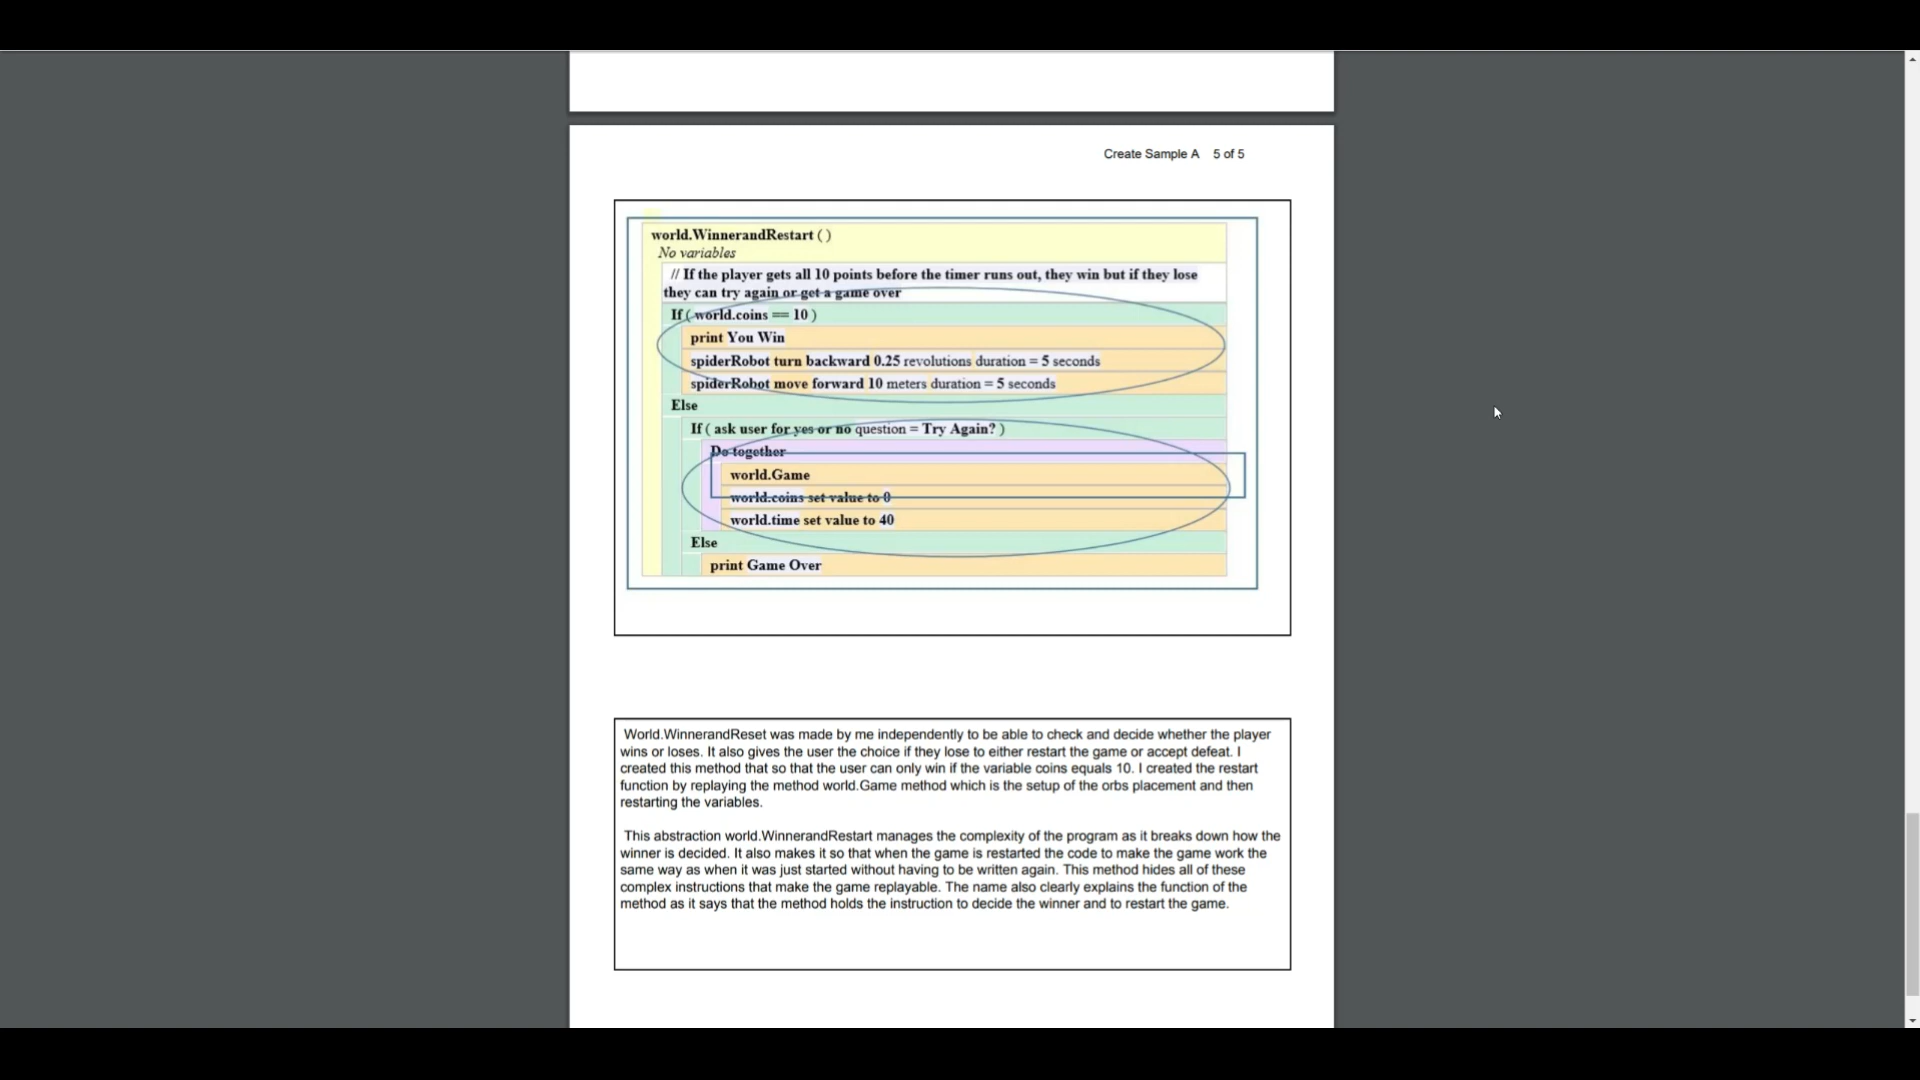 Create Sample A 5 of 5
world.WinnerandRestart ( )
No variables
// If the player gets all 10 points before the timer runs out, they win but if they lose
they can try again or get a game over
If ( world.coins == 10 )
print You Win
spiderRobot turn backward 0.25 revolutions duration = 5 seconds
spiderRobot move forward 10 meters duration = 5 seconds
Else
If ( ask user for yes or no question = Try Again? )
Do together
world.Game
world.coins set value to 0
world.time set value to 40
Else
print Game Over
World.WinnerandReset was made by me independently to be able to check and decide whether the player
wins or loses. It also gives the user the choice if they lose to either restart the game or accept defeat. I
created this method that so that the user can only win if the variable coins equals 10. I created the restart
function by replaying the method world.Game method which is the setup of the orbs placement and then
restarting the variables.
This abstraction world.WinnerandRestart manages the complexity of the program as it breaks down how the
winner is decided. It also makes it so that when the game is restarted the code to make the game work the
same way as when it was just started without having to be written again. This method hides all of these
complex instructions that make the game replayable. The name also clearly explains the function of the
method as it says that the method holds the instruction to decide the winner and to restart the game.